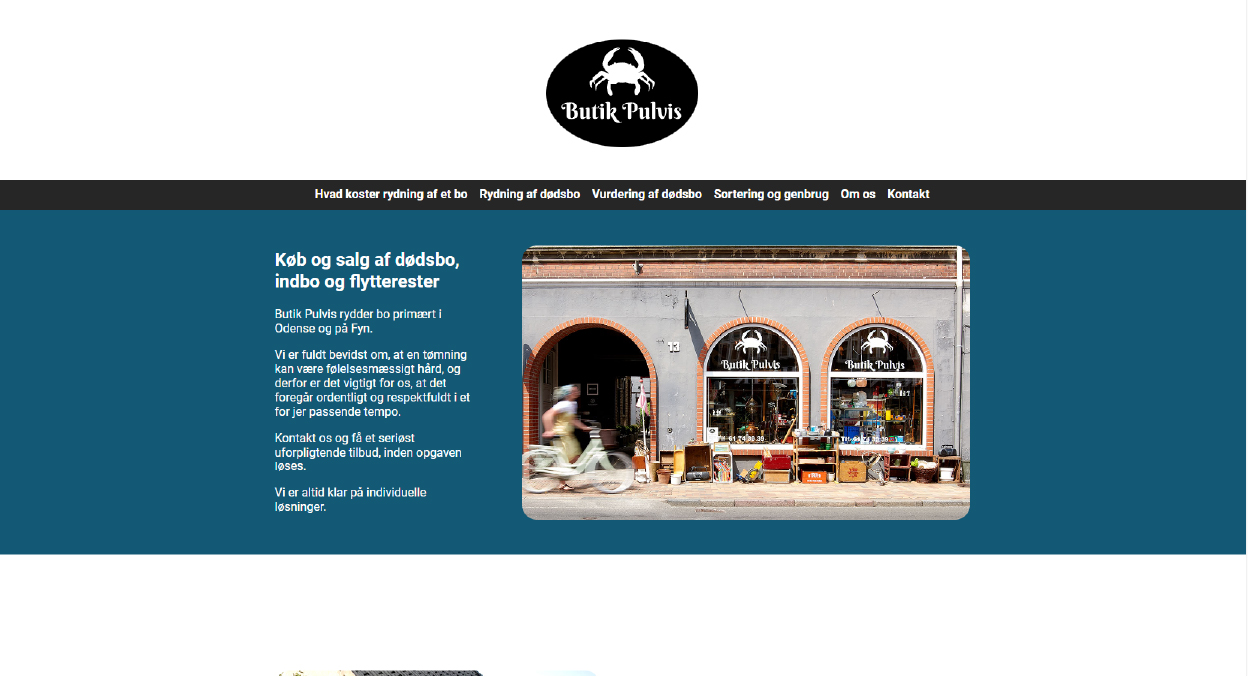 Butik Pulvis
Hvad koster rydning af et bo Rydning af dødsbo Vurdering af dødsbo Sortering og genbrug Om os Kontakt
Køb og salg af dødsbo,
indbo og flytterester
Butik Pulvis rydder bo primært i
Odense og på Fyn.
Vi er fuldt bevidst om, at en tømning
kan være følelsesmæssigt hård, og
derfor er det vigtigt for os, at det
foregår ordentligt og respektfuldt i et
for jer passende tempo.
Kontakt os og få et seriøst
uforpligtende tilbud, inden opgaven
løses.
Vi er altid klar på individuelle
løsninger.
13
Butik Pulvis
Butik Pulvis